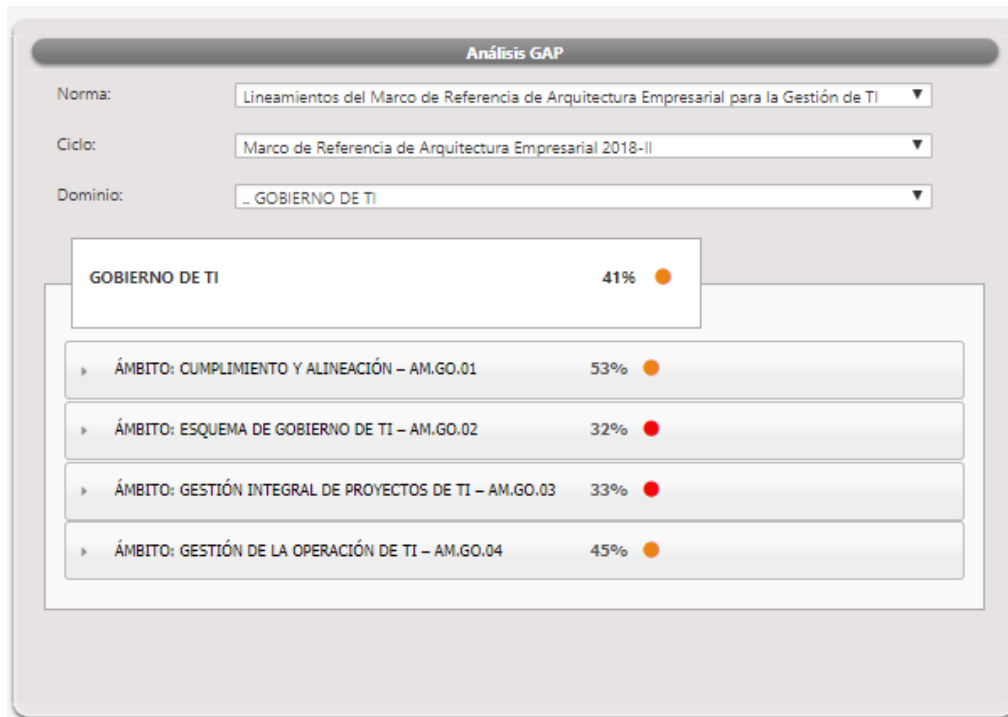 Análisis GAP
Norma: Lineamientos del Marco de Referencia de Arquitectura Empresarial para la Gestión de TI
Ciclo: Marco de Referencia de Arquitectura Empresarial 2018-II
Dominio: _ GOBIERNO DE TI
GOBIERNO DE TI 41%
ÁMBITO: CUMPLIMIENTO Y ALINEACIÓN – AM.GO.01 53%
ÁMBITO: ESQUEMA DE GOBIERNO DE TI – AM.GO.02 32%
ÁMBITO: GESTIÓN INTEGRAL DE PROYECTOS DE TI – AM.GO.03 33%
ÁMBITO: GESTIÓN DE LA OPERACIÓN DE TI – AM.GO.04 45%